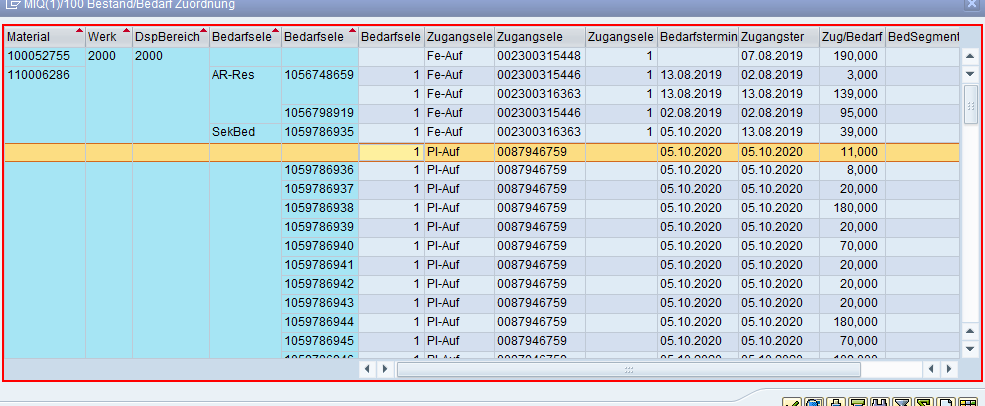 MIQ(1)/100 Bestand/Bedarf Zuordnung
Material Werk DspBereich Bedarfsele Bedarfsele Bedarfsele Zugangsele Zugangsele Zugangsele Bedarfstermin Zugangster Zug/Bedarf BedSegment
100052755 2000 2000 Fe-Auf 002300315448 1 07.08.2019 190,000
110006286 AR-Res 1056748659 1 Fe-Auf 002300315446 1 13.08.2019 02.08.2019 3,000
1 Fe-Auf 002300316363 1 13.08.2019 13.08.2019 139,000
1056798919 1 Fe-Auf 002300315446 1 02.08.2019 02.08.2019 95,000
SekBed 1059786935 1 Fe-Auf 002300316363 1 05.10.2020 13.08.2019 39,000
1 Pl-Auf 0087946759 05.10.2020 05.10.2020 11,000
1059786936 1 Pl-Auf 0087946759 05.10.2020 05.10.2020 8,000
1059786937 1 Pl-Auf 0087946759 05.10.2020 05.10.2020 20,000
1059786938 1 Pl-Auf 0087946759 05.10.2020 05.10.2020 180,000
1059786939 1 Pl-Auf 0087946759 05.10.2020 05.10.2020 20,000
1059786940 1 Pl-Auf 0087946759 05.10.2020 05.10.2020 70,000
1059786941 1 Pl-Auf 0087946759 05.10.2020 05.10.2020 20,000
1059786942 1 Pl-Auf 0087946759 05.10.2020 05.10.2020 20,000
1059786943 1 Pl-Auf 0087946759 05.10.2020 05.10.2020 20,000
1059786944 1 Pl-Auf 0087946759 05.10.2020 05.10.2020 180,000
1059786945 1 Pl-Auf 0087946759 05.10.2020 05.10.2020 70,000